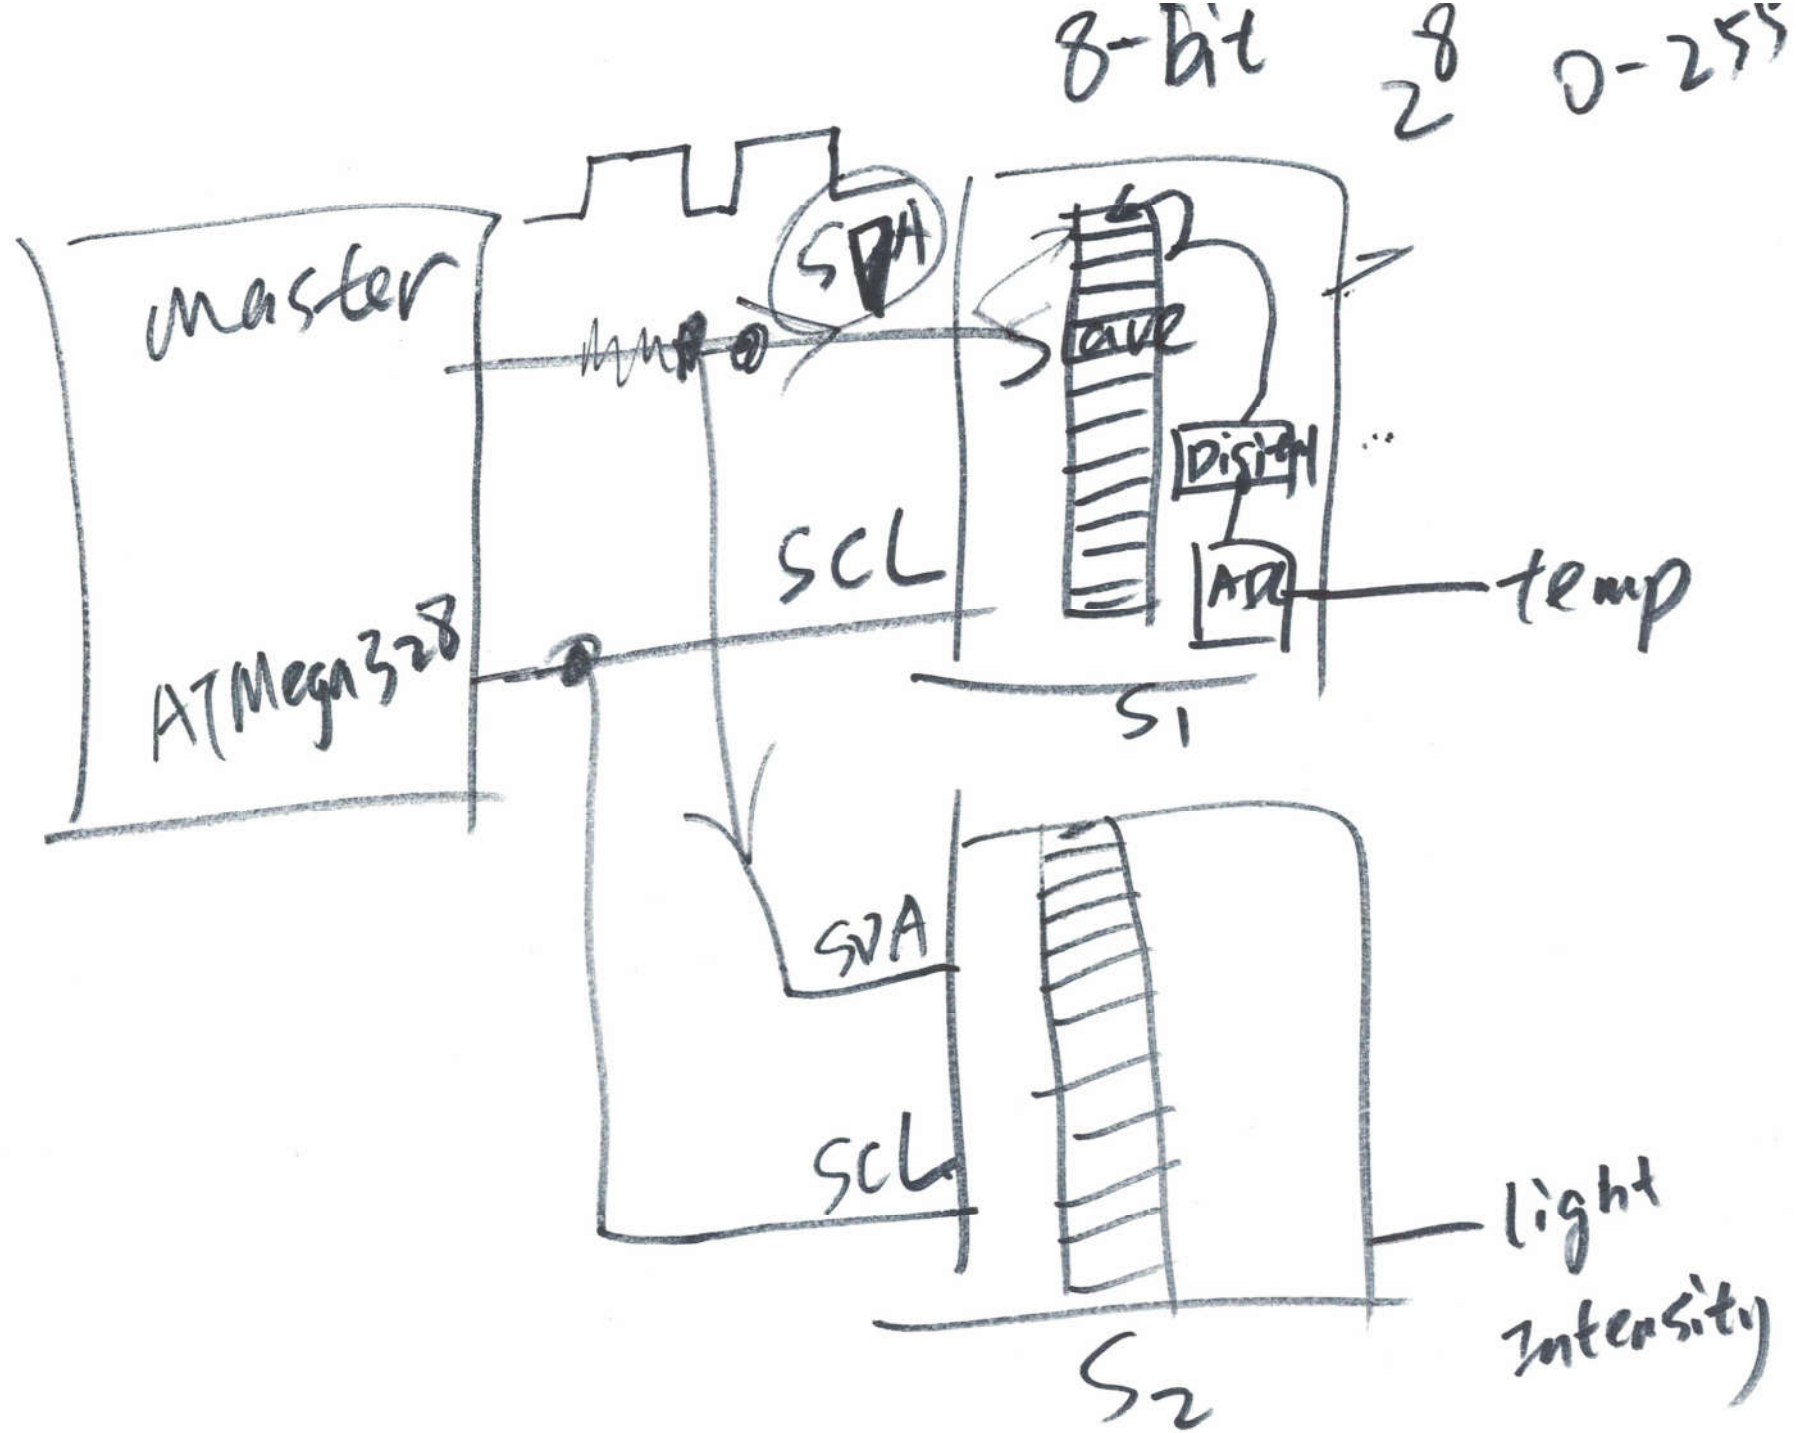 8-bit 2^8 0-255
SDA
Master
ave
Digital
SCL
ADC
temp
ATMega328
S1
SDA
SCL
light
Intensity
S2